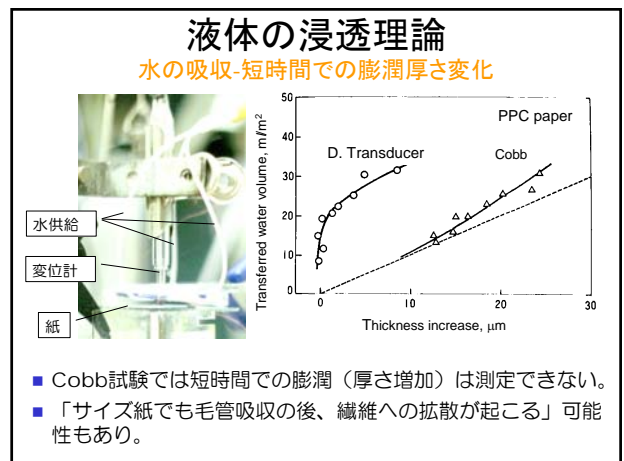 液体の浸透理論
水の吸収-短時間での膨潤厚さ変化
水供給
変位計
紙
Transferred water volume, ml/m²
50
40
30
20
10
0
PPC paper
D. Transducer
Cobb
0
10
20
30
Thickness increase, μm
Cobb試験では短時間での膨潤（厚さ増加）は測定できない。
「サイズ紙でも毛管吸収の後、繊維への拡散が起こる」可能
性もあり。